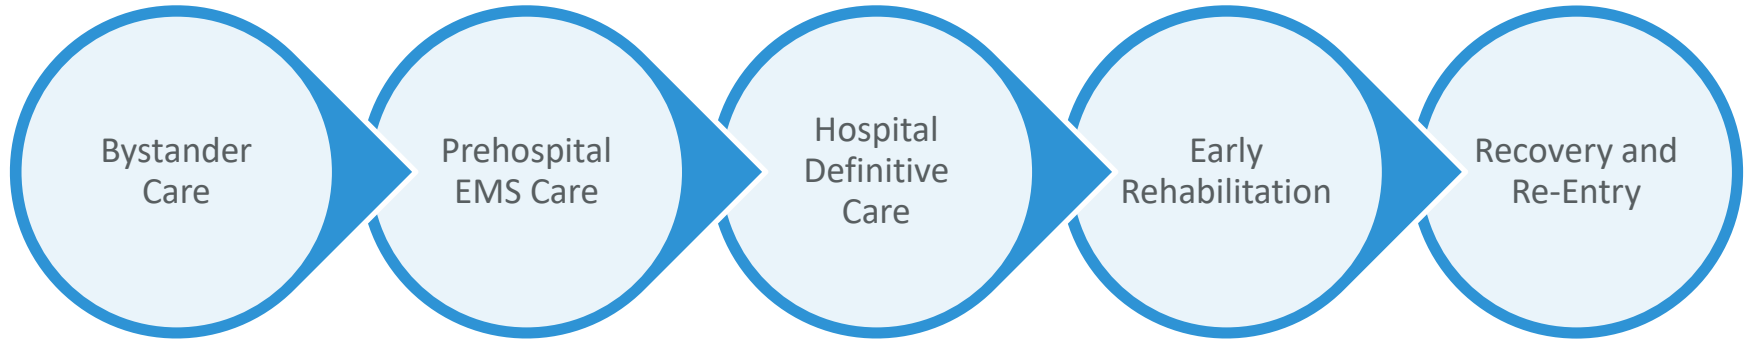 Bystander
Care
Prehospital
EMS Care
Hospital
Definitive
Care
Early
Rehabilitation
Recovery and
Re-Entry